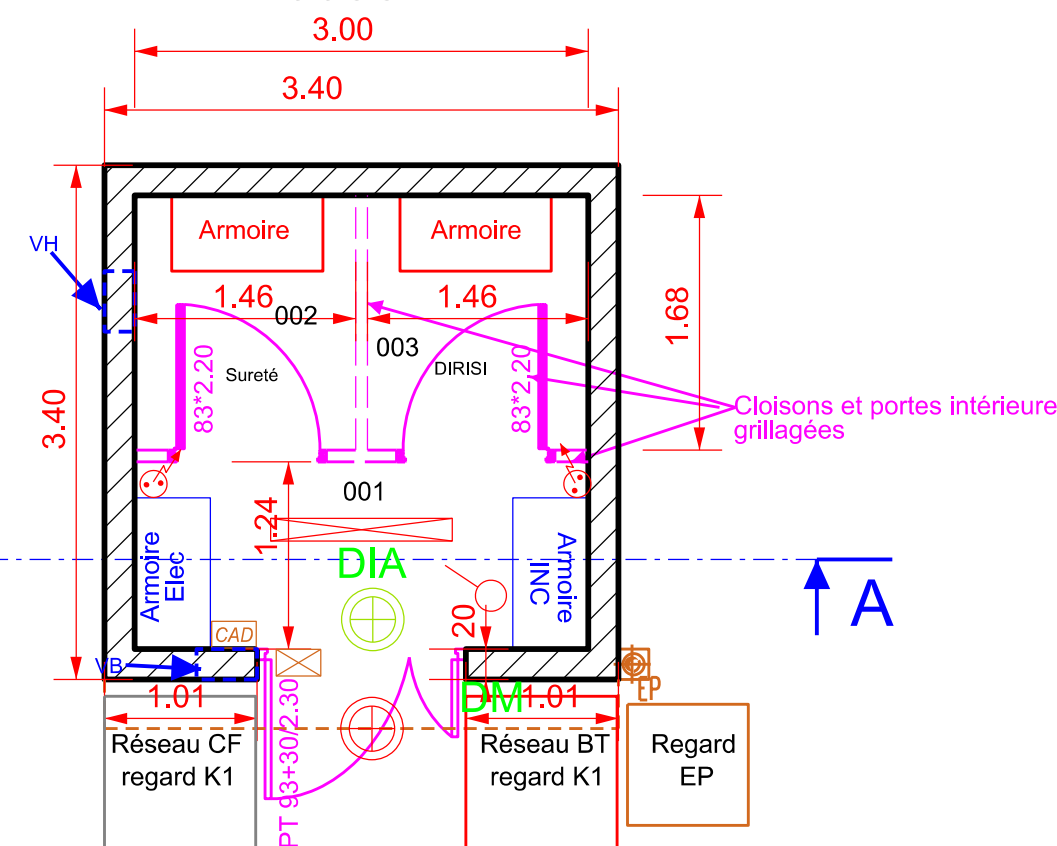 3.00
3.40
Armoire
Armoire
VH
1.46
1.46
002
003
1.68
Sureté
DIRISI
83*2.20
83*2.20
3.40
Cloisons et portes intérieure
grillagées
001
1.24
DIA
Armoire
Elec
Armoire
INC
A
20
CAD
VB
EP
1.01
DM
1.01
PT 93+30/2.30
Réseau CF
regard K1
Réseau BT
regard K1
Regard
EP